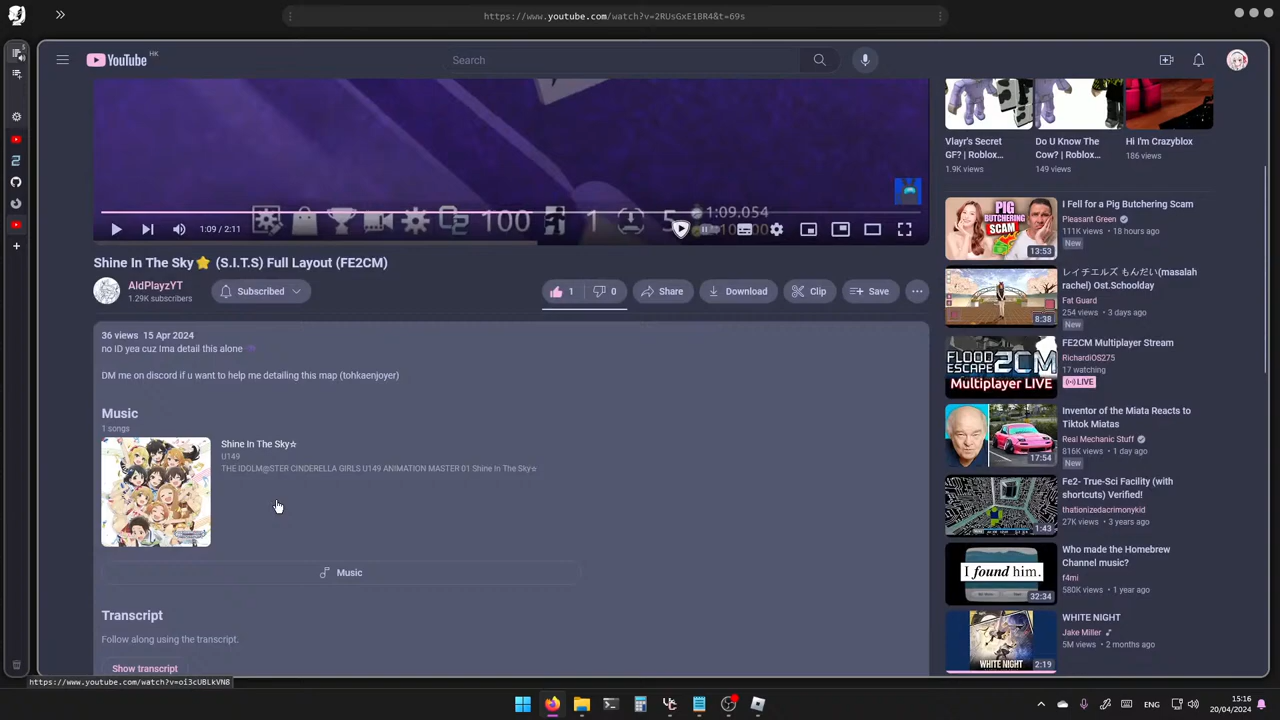 https://www.youtube.com/watch?v=2RUsGxE1BR4&t=69s
YouTube HK
Search
1:09.054
100
1
1:09 / 2:11
Shine In The Sky⭐ (S.I.T.S) Full Layout (FE2CM)
AldPlayzYT
1.29K subscribers
Subscribed
1
0
Share
Download
Clip
Save
36 views 15 Apr 2024
no ID yea cuz Ima detail this alone
DM me on discord if you want to help me detailing this map (tohkaenjoyer)
Music
1 songs
Shine In The Sky☆
U149
THE IDOLM@STER CINDERELLA GIRLS U149 ANIMATION MASTER 01 Shine In The Sky☆
Music
Transcript
Follow along using the transcript.
Show transcript
https://www.youtube.com/watch?v=oi3cUBLkVN8
Vlayr's Secret
GF? | Roblox…
1.9K views
Do U Know The
Cow? | Roblox…
149 views
Hi I'm Crazyblox
186 views
PIG
BUTCHERING
SCAM
13:53
I Fell for a Pig Butchering Scam
Pleasant Green
111K views • 18 hours ago
New
8:38
レイチエルズ もんだい(masalah
rachel) Ost.Schoolday
Fat Guard
254 views • 3 days ago
New
FLOOD
ESCAPE
2CM
Multiplayer LIVE
FE2CM Multiplayer Stream
RichardiOS275
17 watching
LIVE
17:54
Inventor of the Miata Reacts to
Tiktok Miatas
Real Mechanic Stuff
816K views • 1 day ago
New
1:43
Fe2- True-Sci Facility (with
shortcuts) Verified!
thationizedacrimonykid
27K views • 3 years ago
I found him.
32:34
Who made the Homebrew
Channel music?
f4mi
580K views • 1 year ago
WHITE NIGHT
2:19
WHITE NIGHT
Jake Miller
5M views • 2 months ago
ENG
15:16
20/04/2024